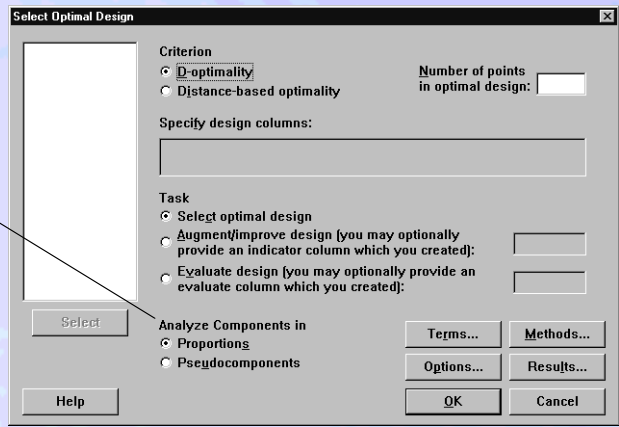 Select Optimal Design
Criterion
D-optimality
Distance-based optimality
Number of points
in optimal design:
Specify design columns:
Task
Select optimal design
Augment/improve design (you may optionally
provide an indicator column which you created):
Evaluate design (you may optionally provide an
evaluate column which you created):
Select
Analyze Components in
Proportions
Pseudocomponents
Terms...
Methods...
Options...
Results...
Help
OK
Cancel